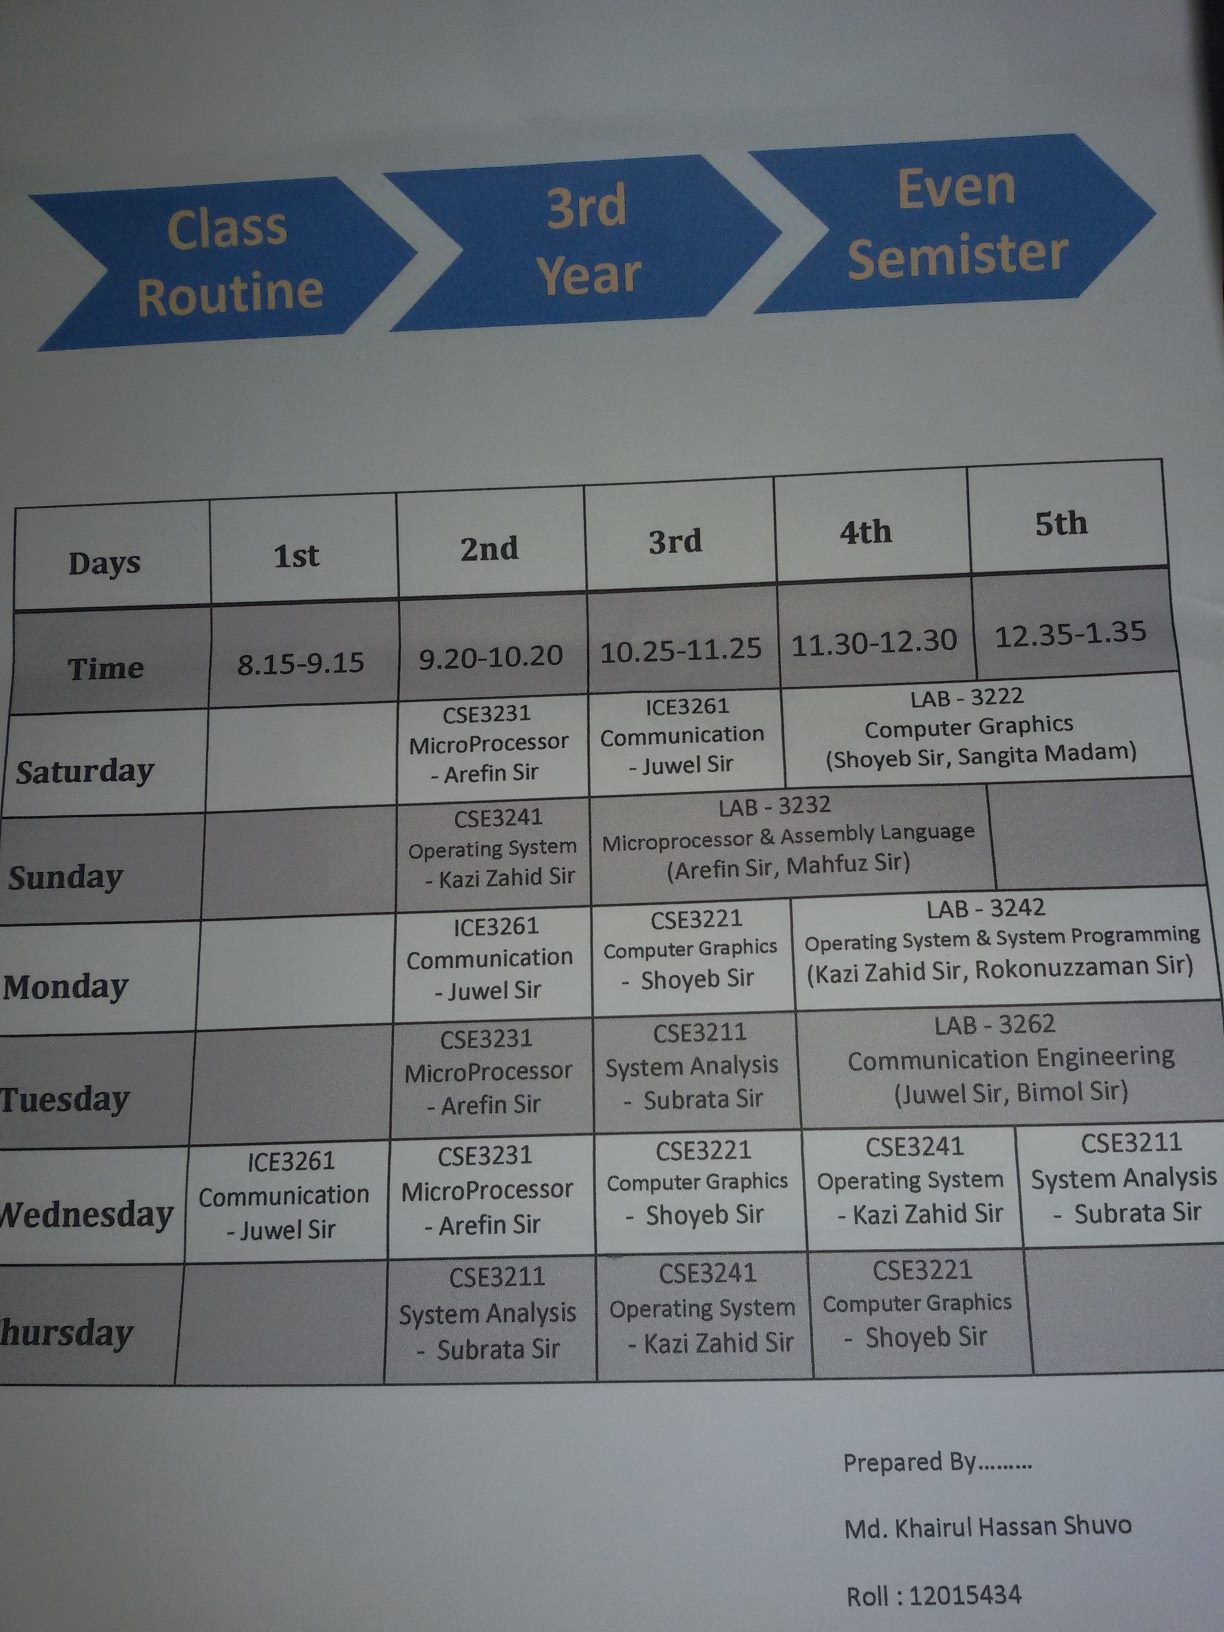 Class
Routine
3rd
Year
Even
Semister
Days 1st 2nd 3rd 4th 5th
Time 8.15-9.15 9.20-10.20 10.25-11.25 11.30-12.30 12.35-1.35
Saturday
CSE3231
MicroProcessor
- Arefin Sir
ICE3261
Communication
- Juwel Sir
LAB - 3222
Computer Graphics
(Shoyeb Sir, Sangita Madam)
Sunday
CSE3241
Operating System
- Kazi Zahid Sir
LAB - 3232
Microprocessor & Assembly Language
(Arefin Sir, Mahfuz Sir)
Monday
ICE3261
Communication
- Juwel Sir
CSE3221
Computer Graphics
- Shoyeb Sir
LAB - 3242
Operating System & System Programming
(Kazi Zahid Sir, Rokonuzzaman Sir)
Tuesday
CSE3231
MicroProcessor
- Arefin Sir
CSE3211
System Analysis
- Subrata Sir
LAB - 3262
Communication Engineering
(Juwel Sir, Bimol Sir)
Wednesday
ICE3261
Communication
- Juwel Sir
CSE3231
MicroProcessor
- Arefin Sir
CSE3221
Computer Graphics
- Shoyeb Sir
CSE3241
Operating System
- Kazi Zahid Sir
CSE3211
System Analysis
- Subrata Sir
hursday
CSE3211
System Analysis
- Subrata Sir
CSE3241
Operating System
- Kazi Zahid Sir
CSE3221
Computer Graphics
- Shoyeb Sir
Prepared By.........
Md. Khairul Hassan Shuvo
Roll : 12015434